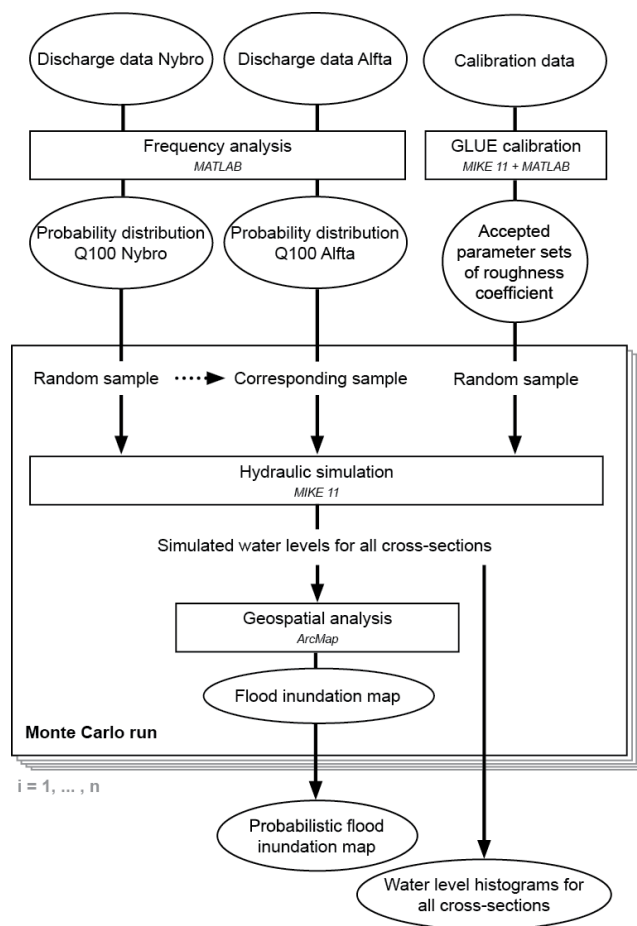 Discharge data Nybro
Discharge data Alfta
Calibration data
Frequency analysis
MATLAB
GLUE calibration
MIKE 11 + MATLAB
Probability distribution
Q100 Nybro
Probability distribution
Q100 Alfta
Accepted
parameter sets
of roughness
coefficient
Random sample
Corresponding sample
Random sample
Hydraulic simulation
MIKE 11
Simulated water levels for all cross-sections
Geospatial analysis
ArcMap
Flood inundation map
Monte Carlo run
i = 1, ... , n
Probabilistic flood
inundation map
Water level histograms for
all cross-sections